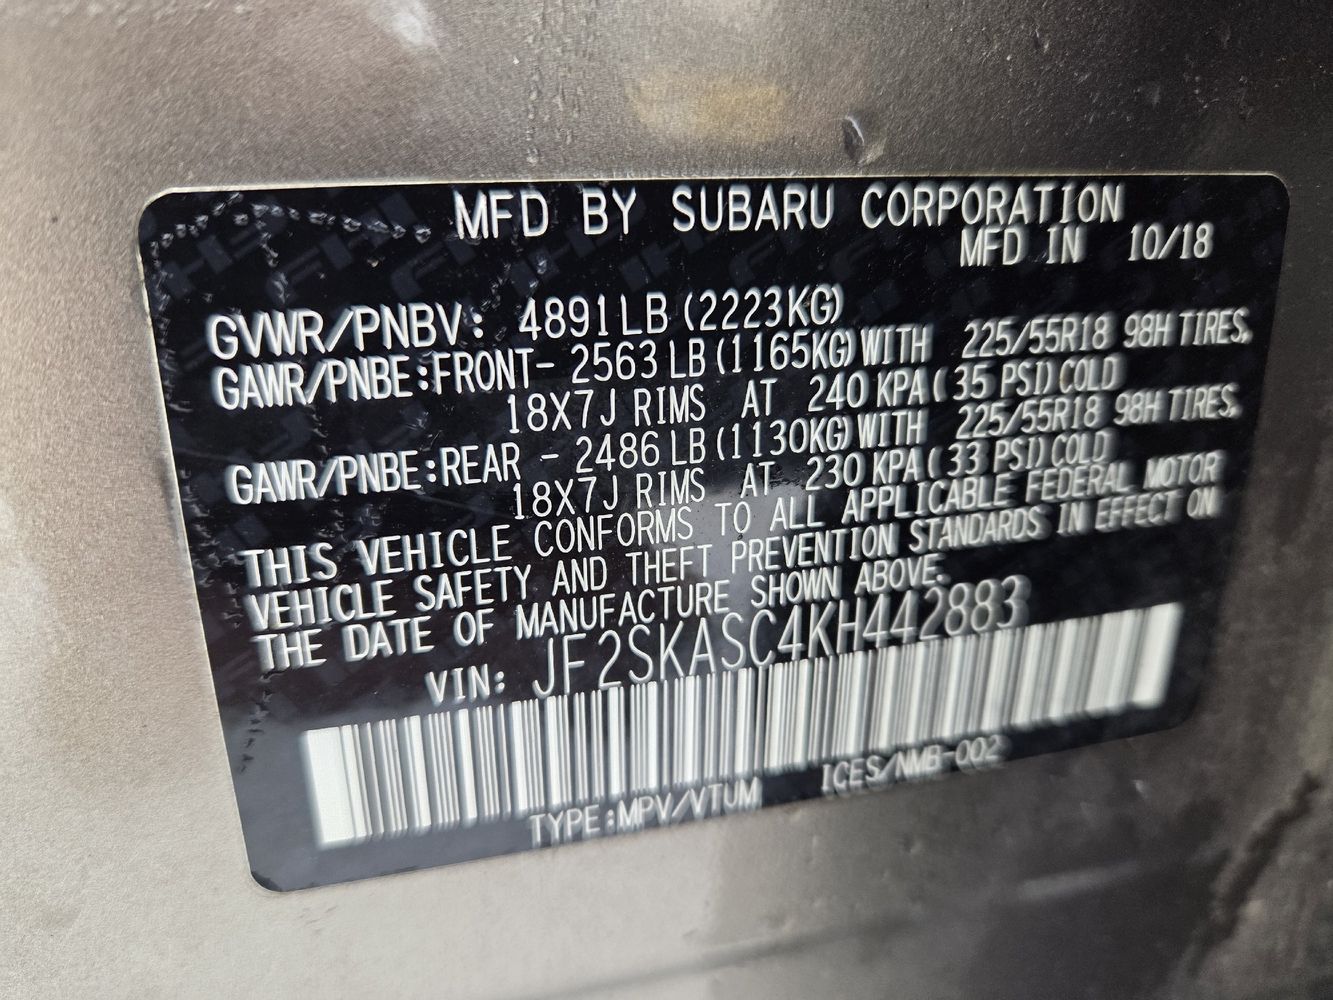 MFD BY SUBARU CORPORATION
MFD IN 10/18
GVWR/PNBV: 4891LB (2223KG)
GAWR/PNBE:FRONT- 2563 LB (1165KG) WITH 225/55R18 98H TIRES,
18X7J RIMS AT 240 KPA ( 35 PSI) COLD
GAWR/PNBE:REAR - 2486 LB (1130KG) WITH 225/55R18 98H TIRES,
18X7J RIMS AT 230 KPA ( 33 PSI) COLD
THIS VEHICLE CONFORMS TO ALL APPLICABLE FEDERAL MOTOR
VEHICLE SAFETY AND THEFT PREVENTION STANDARDS IN EFFECT ON
THE DATE OF MANUFACTURE SHOWN ABOVE.
VIN: JF2SKASC4KH442883
TYPE:MPV/VTUM ICES/NMB-002